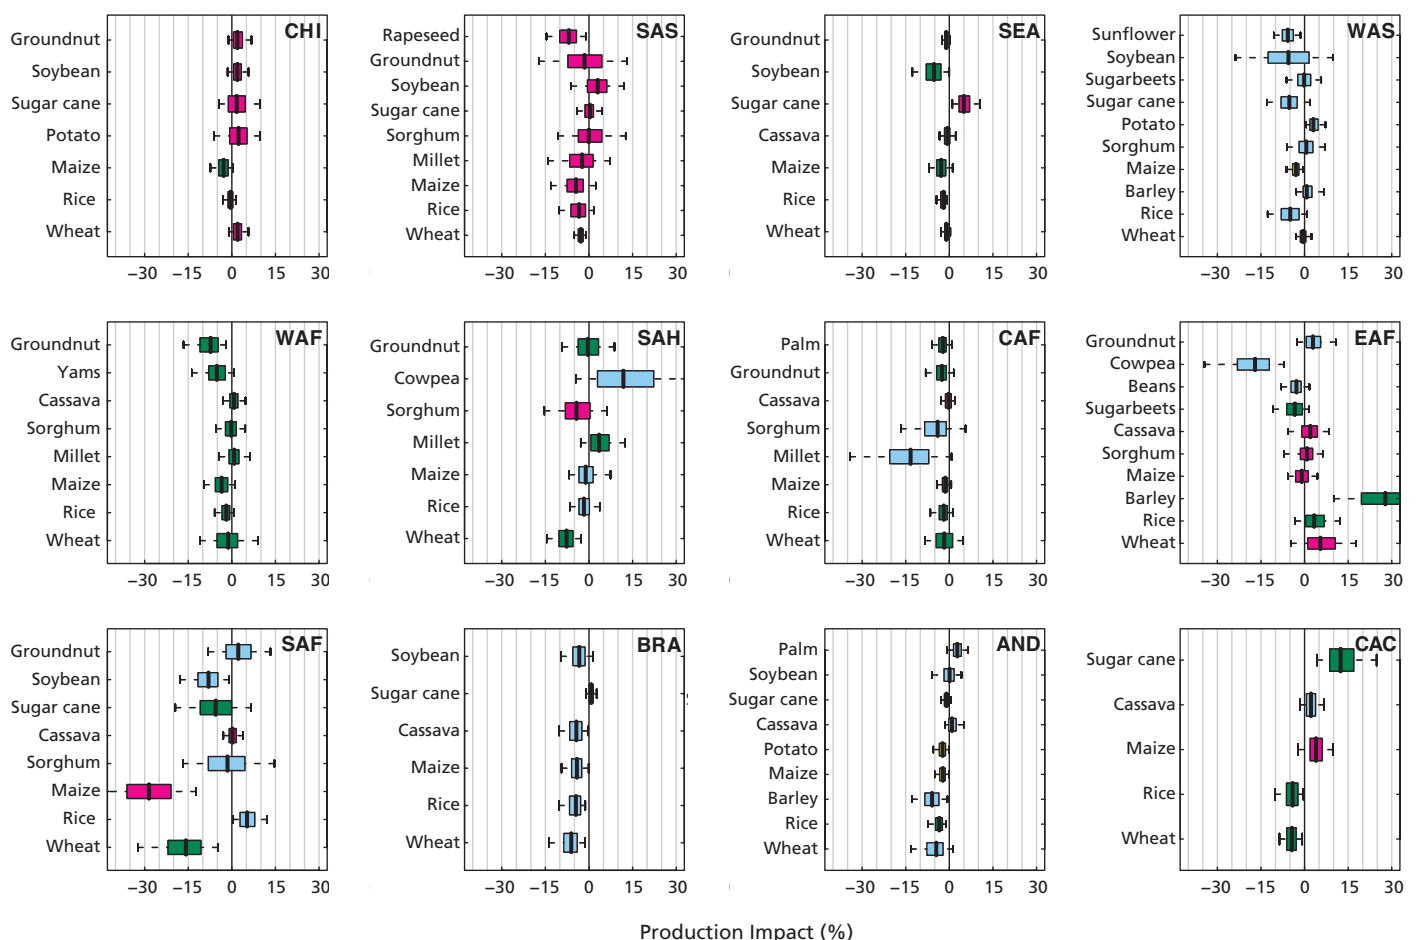 CHI
Groundnut
Soybean
Sugar cane
Potato
Maize
Rice
Wheat
−30 −15 0 15 30
SAS
Rapeseed
Groundnut
Soybean
Sugar cane
Sorghum
Millet
Maize
Rice
Wheat
−30 −15 0 15 30
SEA
Groundnut
Soybean
Sugar cane
Cassava
Maize
Rice
Wheat
−30 −15 0 15 30
WAS
Sunflower
Soybean
Sugarbeets
Sugar cane
Potato
Sorghum
Maize
Barley
Rice
Wheat
−30 −15 0 15 30
WAF
Groundnut
Yams
Cassava
Sorghum
Millet
Maize
Rice
Wheat
−30 −15 0 15 30
SAH
Groundnut
Cowpea
Sorghum
Millet
Maize
Rice
Wheat
−30 −15 0 15 30
CAF
Palm
Groundnut
Cassava
Sorghum
Millet
Maize
Rice
Wheat
−30 −15 0 15 30
EAF
Groundnut
Cowpea
Beans
Sugarbeets
Cassava
Sorghum
Maize
Barley
Rice
Wheat
−30 −15 0 15 30
SAF
Groundnut
Soybean
Sugar cane
Cassava
Sorghum
Maize
Rice
Wheat
−30 −15 0 15 30
BRA
Soybean
Sugar cane
Cassava
Maize
Rice
Wheat
−30 −15 0 15 30
AND
Palm
Soybean
Sugar cane
Cassava
Potato
Maize
Barley
Rice
Wheat
−30 −15 0 15 30
CAC
Sugar cane
Cassava
Maize
Rice
Wheat
−30 −15 0 15 30
Production Impact (%)